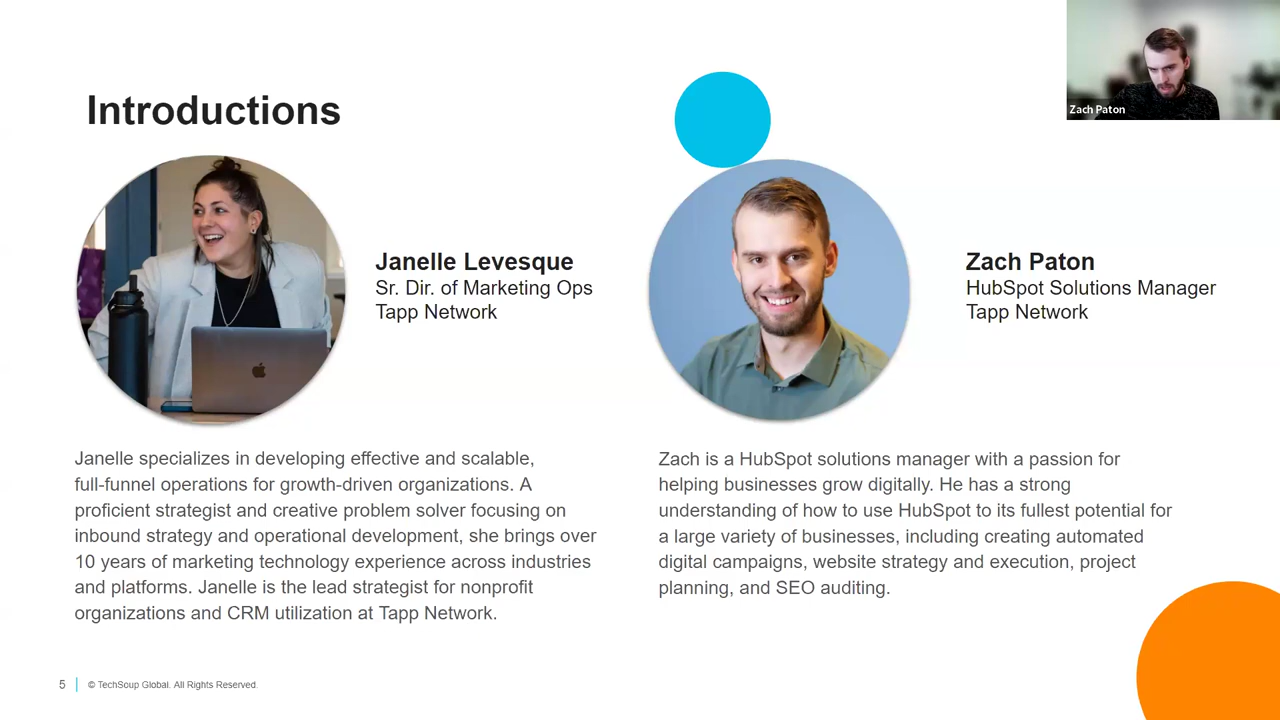 Introductions
Zach Paton
Janelle Levesque
Sr. Dir. of Marketing Ops
Tapp Network
Zach Paton
HubSpot Solutions Manager
Tapp Network
Janelle specializes in developing effective and scalable,
full-funnel operations for growth-driven organizations. A
proficient strategist and creative problem solver focusing on
inbound strategy and operational development, she brings over
10 years of marketing technology experience across industries
and platforms. Janelle is the lead strategist for nonprofit
organizations and CRM utilization at Tapp Network.
Zach is a HubSpot solutions manager with a passion for
helping businesses grow digitally. He has a strong
understanding of how to use HubSpot to its fullest potential for
a large variety of businesses, including creating automated
digital campaigns, website strategy and execution, project
planning, and SEO auditing.
5 © TechSoup Global. All Rights Reserved.